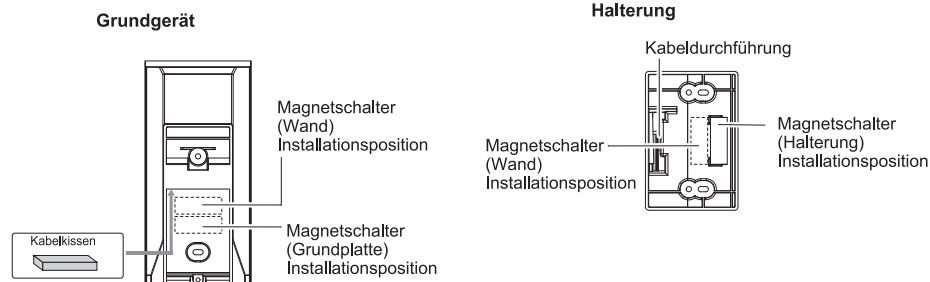 Grundgerät
Magnetschalter
(Wand)
Installationsposition
Magnetschalter
(Grundplatte)
Installationsposition
Kabelkissen
Halterung
Kabeldurchführung
Magnetschalter
(Wand)
Installationsposition
Magnetschalter
(Halterung)
Installationsposition